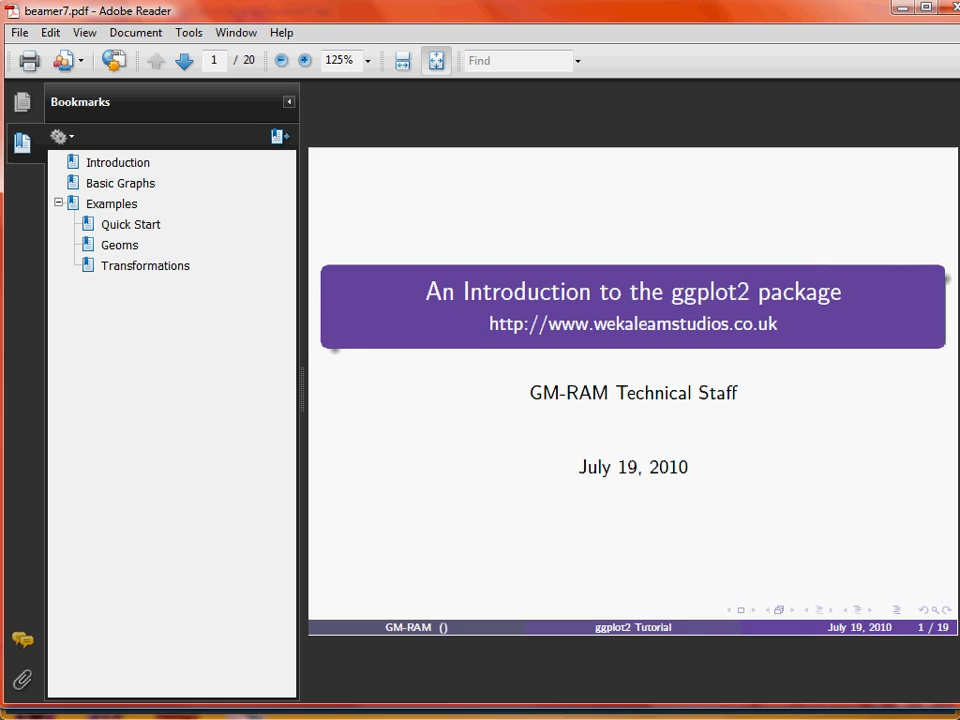 beamer7.pdf - Adobe Reader
File Edit View Document Tools Window Help
1 / 20 125% Find
Bookmarks
Introduction
Basic Graphs
Examples
Quick Start
Geoms
Transformations
An Introduction to the ggplot2 package
http://www.wekaleamstudios.co.uk
GM-RAM Technical Staff
July 19, 2010
GM-RAM () ggplot2 Tutorial July 19, 2010 1 / 19